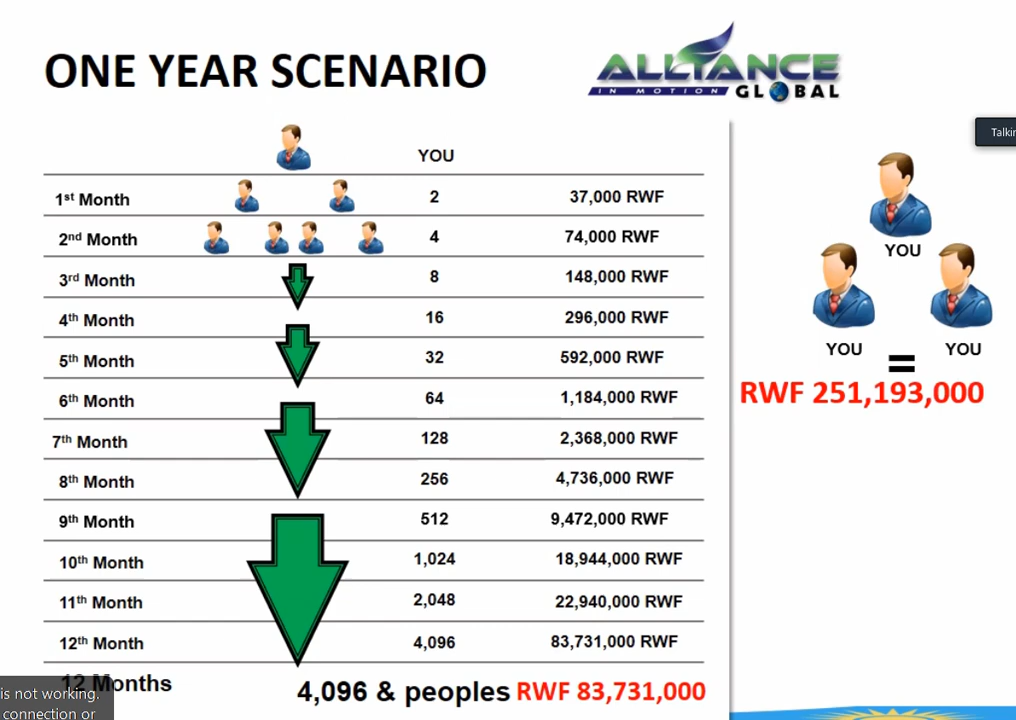 ONE YEAR SCENARIO
ALLIANCE
IN MOTION GLOBAL
YOU
1st Month 2 37,000 RWF
2nd Month 4 74,000 RWF
3rd Month 8 148,000 RWF
4th Month 16 296,000 RWF
5th Month 32 592,000 RWF
6th Month 64 1,184,000 RWF
7th Month 128 2,368,000 RWF
8th Month 256 4,736,000 RWF
9th Month 512 9,472,000 RWF
10th Month 1,024 18,944,000 RWF
11th Month 2,048 22,940,000 RWF
12th Month 4,096 83,731,000 RWF
12 Months 4,096 & peoples RWF 83,731,000
is not working.
connection or
Talkin
YOU
YOU = YOU
RWF 251,193,000